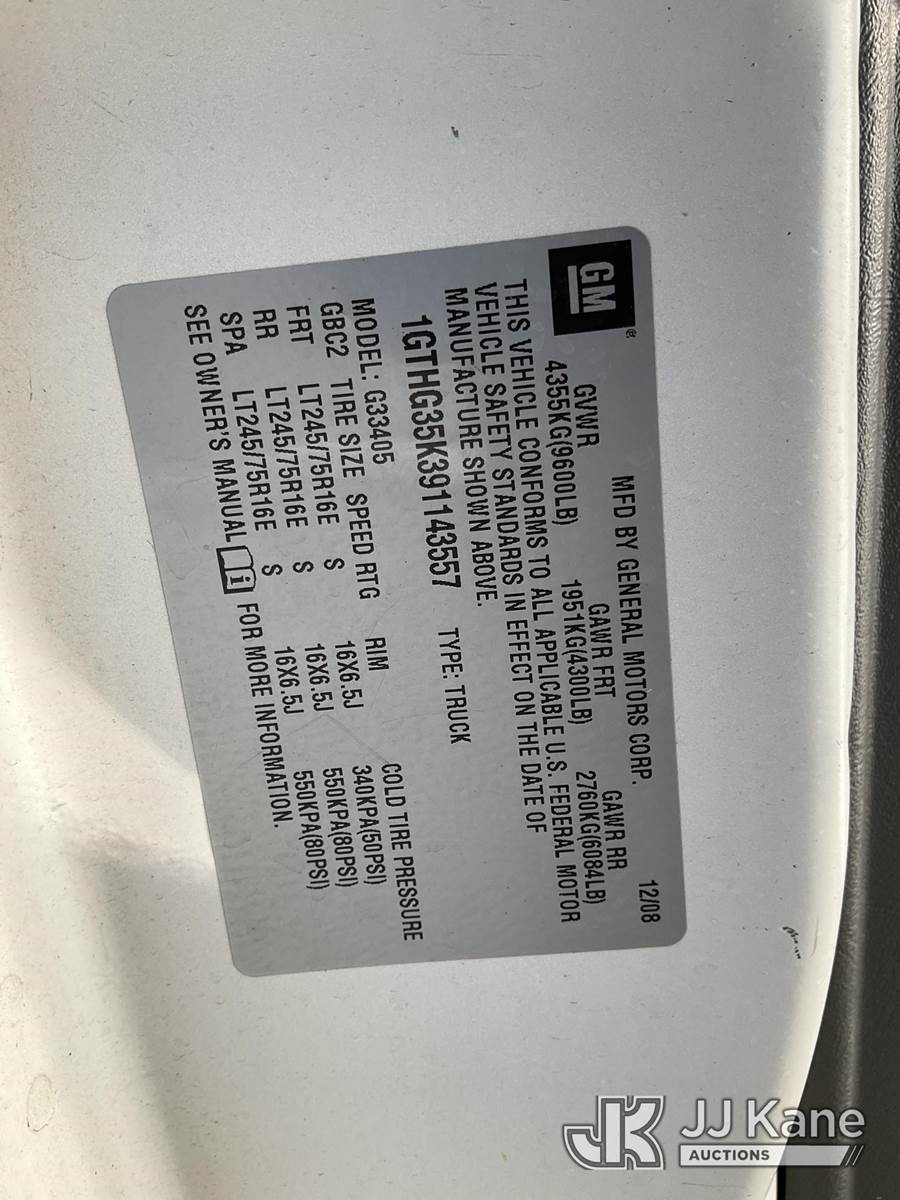 GM®
MFD BY GENERAL MOTORS CORP. 12/08
GVWR GAWR FRT GAWR RR
4355KG(9600LB) 1951KG(4300LB) 2760KG(6084LB)
THIS VEHICLE CONFORMS TO ALL APPLICABLE U.S. FEDERAL MOTOR
VEHICLE SAFETY STANDARDS IN EFFECT ON THE DATE OF
MANUFACTURE SHOWN ABOVE.
1GTHG35K391143557 TYPE: TRUCK
MODEL: G33405
GBC2 TIRE SIZE SPEED RTG RIM COLD TIRE PRESSURE
FRT LT245/75R16E S 16X6.5J 340KPA(50PSI)
RR LT245/75R16E S 16X6.5J 550KPA(80PSI)
SPA LT245/75R16E S 16X6.5J 550KPA(80PSI)
SEE OWNER'S MANUAL i FOR MORE INFORMATION.
JK JJ Kane
AUCTIONS